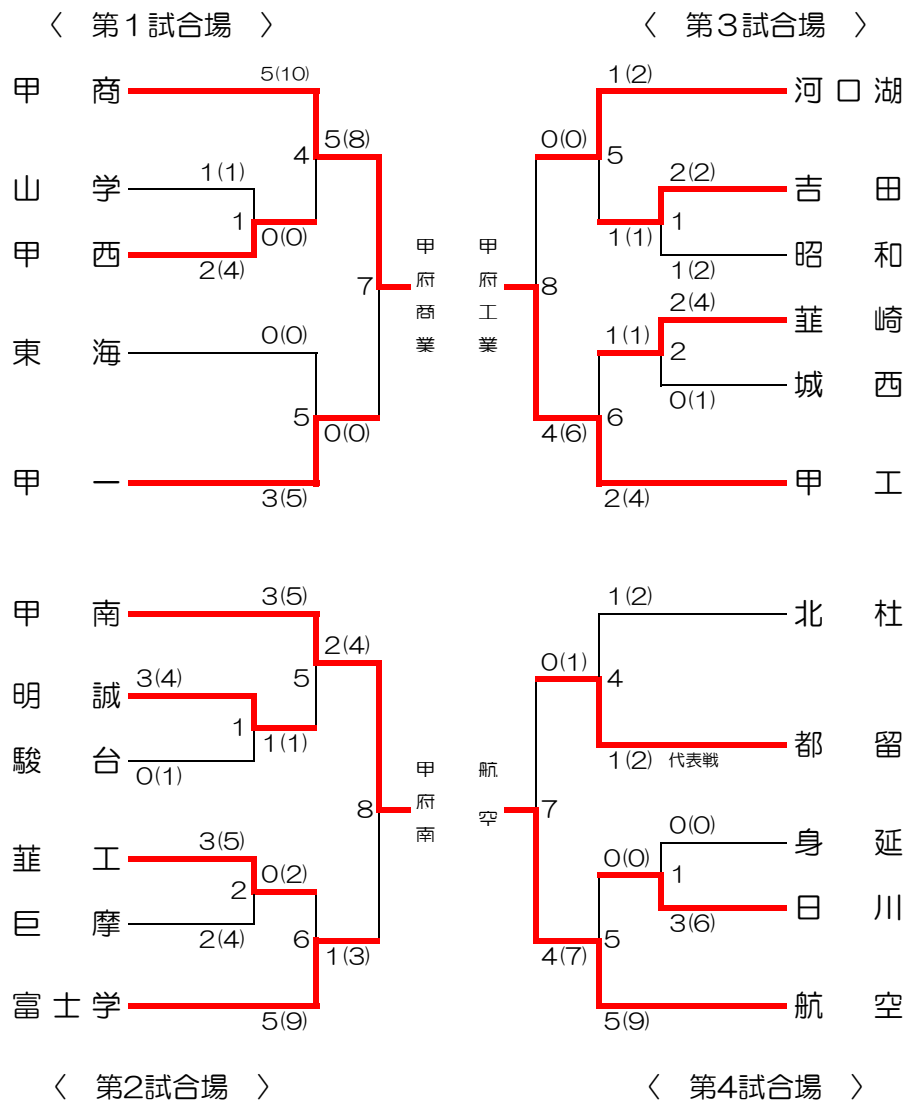 〈 第1試合場 〉
甲商 5(10)
4 5(8)
山学 1(1)
1 0(0)
甲西 2(4)
7 甲府商業
東海 0(0)
5 0(0)
甲一 3(5)
〈 第3試合場 〉
1(2) 河口湖
0(0) 5
2(2) 吉田
1(1) 1
1(2) 昭和
甲府工業 8
2(4) 韮崎
1(1) 2
0(1) 城西
4(6) 6
2(4) 甲工
甲南 3(5)
5 2(4)
明誠 3(4)
1 1(1)
駿台 0(1)
8 甲府南
韮工 3(5)
2 0(2)
巨摩 2(4)
6 1(3)
富士学 5(9)
〈 第2試合場 〉
1(2) 北杜
0(1) 4
1(2) 代表戦 都留
航空 7
0(0) 身延
0(0) 1
3(6) 日川
4(7) 5
5(9) 航空
〈 第4試合場 〉